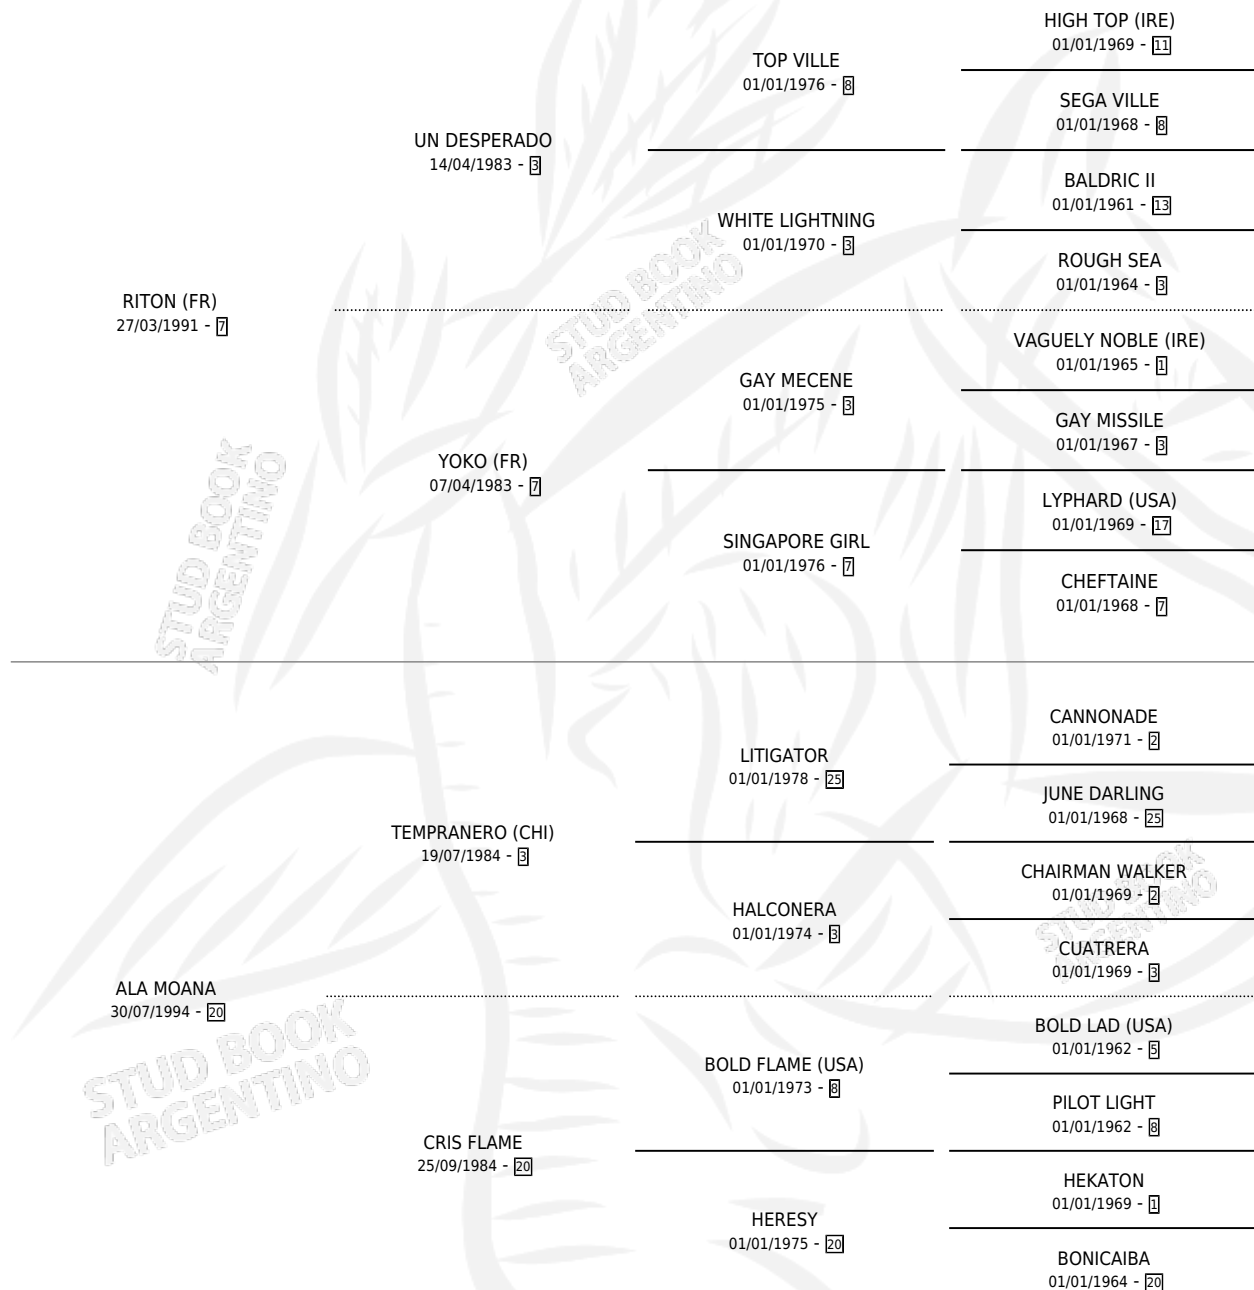 HIGH TOP (IRE)
01/01/1969 - 11
TOP VILLE
01/01/1976 - 8
SEGA VILLE
01/01/1968 - 8
UN DESPERADO
14/04/1983 - 3
BALDRIC II
01/01/1961 - 13
WHITE LIGHTNING
01/01/1970 - 3
ROUGH SEA
01/01/1964 - 3
RITON (FR)
27/03/1991 - 7
VAGUELY NOBLE (IRE)
01/01/1965 - 1
GAY MECENE
01/01/1975 - 3
GAY MISSILE
01/01/1967 - 3
YOKO (FR)
07/04/1983 - 7
LYPHARD (USA)
01/01/1969 - 17
SINGAPORE GIRL
01/01/1976 - 7
CHEFTAINE
01/01/1968 - 7
CANNONADE
01/01/1971 - 2
LITIGATOR
01/01/1978 - 25
JUNE DARLING
01/01/1968 - 25
TEMPRANERO (CHI)
19/07/1984 - 3
CHAIRMAN WALKER
01/01/1969 - 2
HALCONERA
01/01/1974 - 3
CUATRERA
01/01/1969 - 3
ALA MOANA
30/07/1994 - 20
BOLD LAD (USA)
01/01/1962 - 5
BOLD FLAME (USA)
01/01/1973 - 8
PILOT LIGHT
01/01/1962 - 8
CRIS FLAME
25/09/1984 - 20
HEKATON
01/01/1969 - 1
HERESY
01/01/1975 - 20
BONICAIBA
01/01/1964 - 20
STUD BOOK
ARGENTINO
STUD BOOK
ARGENTINO
STUD BOOK
ARGENTINO
STUD BOOK
ARGENTINO